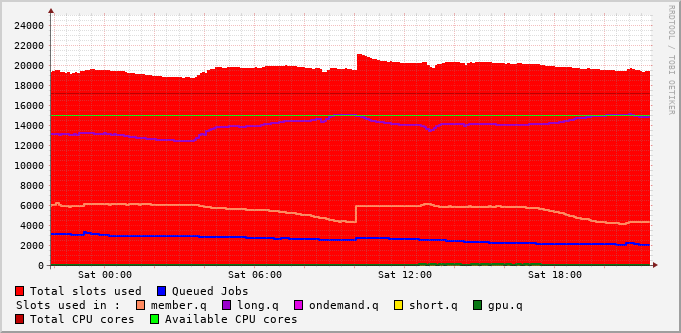 24000
22000
20000
18000
16000
14000
12000
10000
8000
6000
4000
2000
0
Sat 00:00 Sat 06:00 Sat 12:00 Sat 18:00
Total slots used Queued Jobs
Slots used in : member.q long.q ondemand.q short.q gpu.q
Total CPU cores Available CPU cores
RRDTOOL / TOBI OETIKER